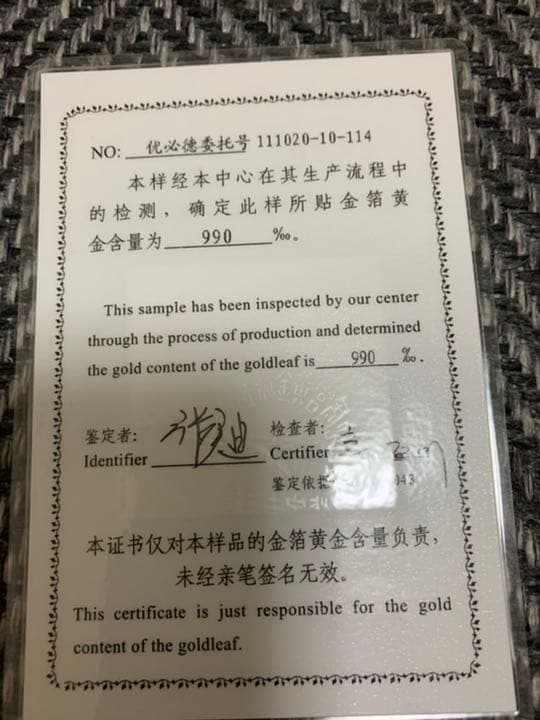 NO: 优必德委托号 111020-10-114
本样经本中心在其生产流程中
的检测，确定此样所贴金箔黄
金含量为 990 ‰。
This sample has been inspected by our center
through the process of production and determined
the gold content of the goldleaf is 990 ‰.
鉴定者： 张迪 检查者：
Identifier Certifier
鉴定依据 043
本证书仅对本样品的金箔黄金含量负责，
未经亲笔签名无效。
This certificate is just responsible for the gold
content of the goldleaf.